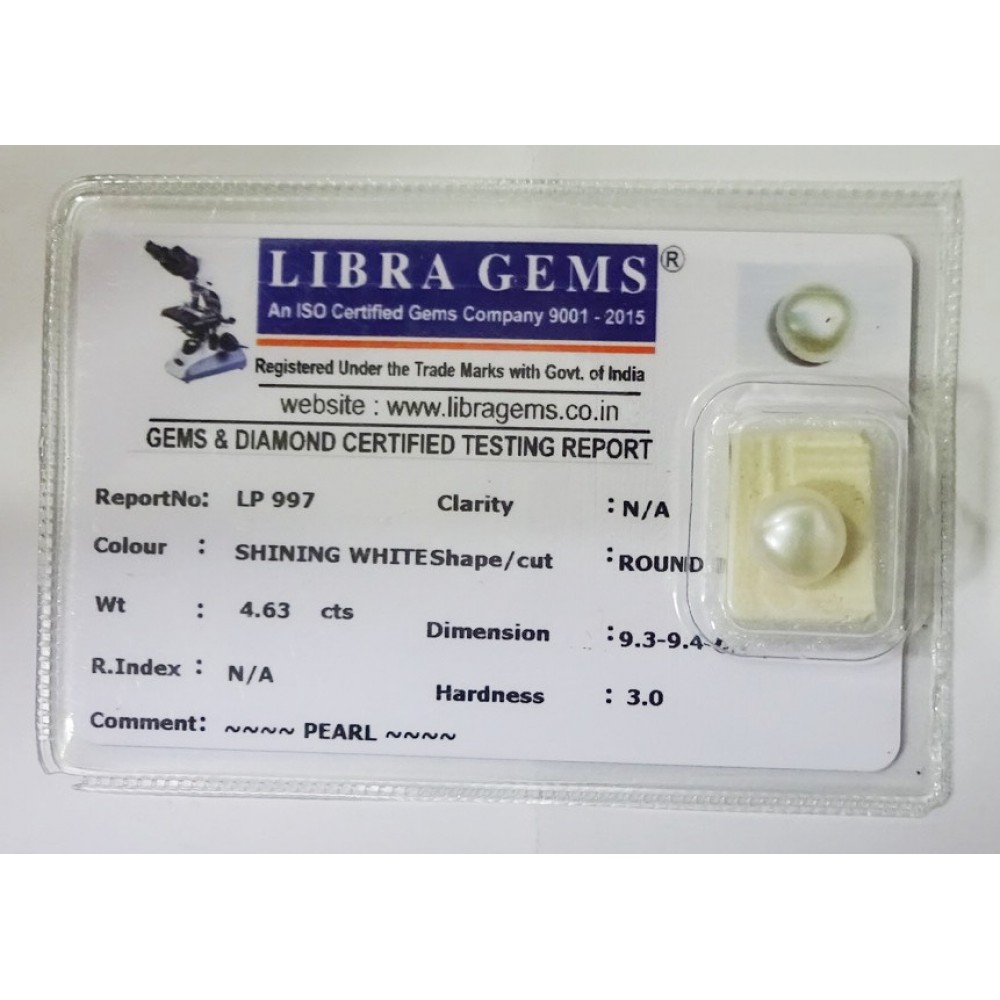 LIBRA GEMS ®
An ISO Certified Gems Company 9001 - 2015
Registered Under the Trade Marks with Govt. of India
website : www.libragems.co.in
GEMS & DIAMOND CERTIFIED TESTING REPORT
ReportNo: LP 997 Clarity : N/A
Colour : SHINING WHITE Shape/cut : ROUND
Wt : 4.63 cts Dimension : 9.3-9.4-
R.Index : N/A Hardness : 3.0
Comment: ~~~~ PEARL ~~~~